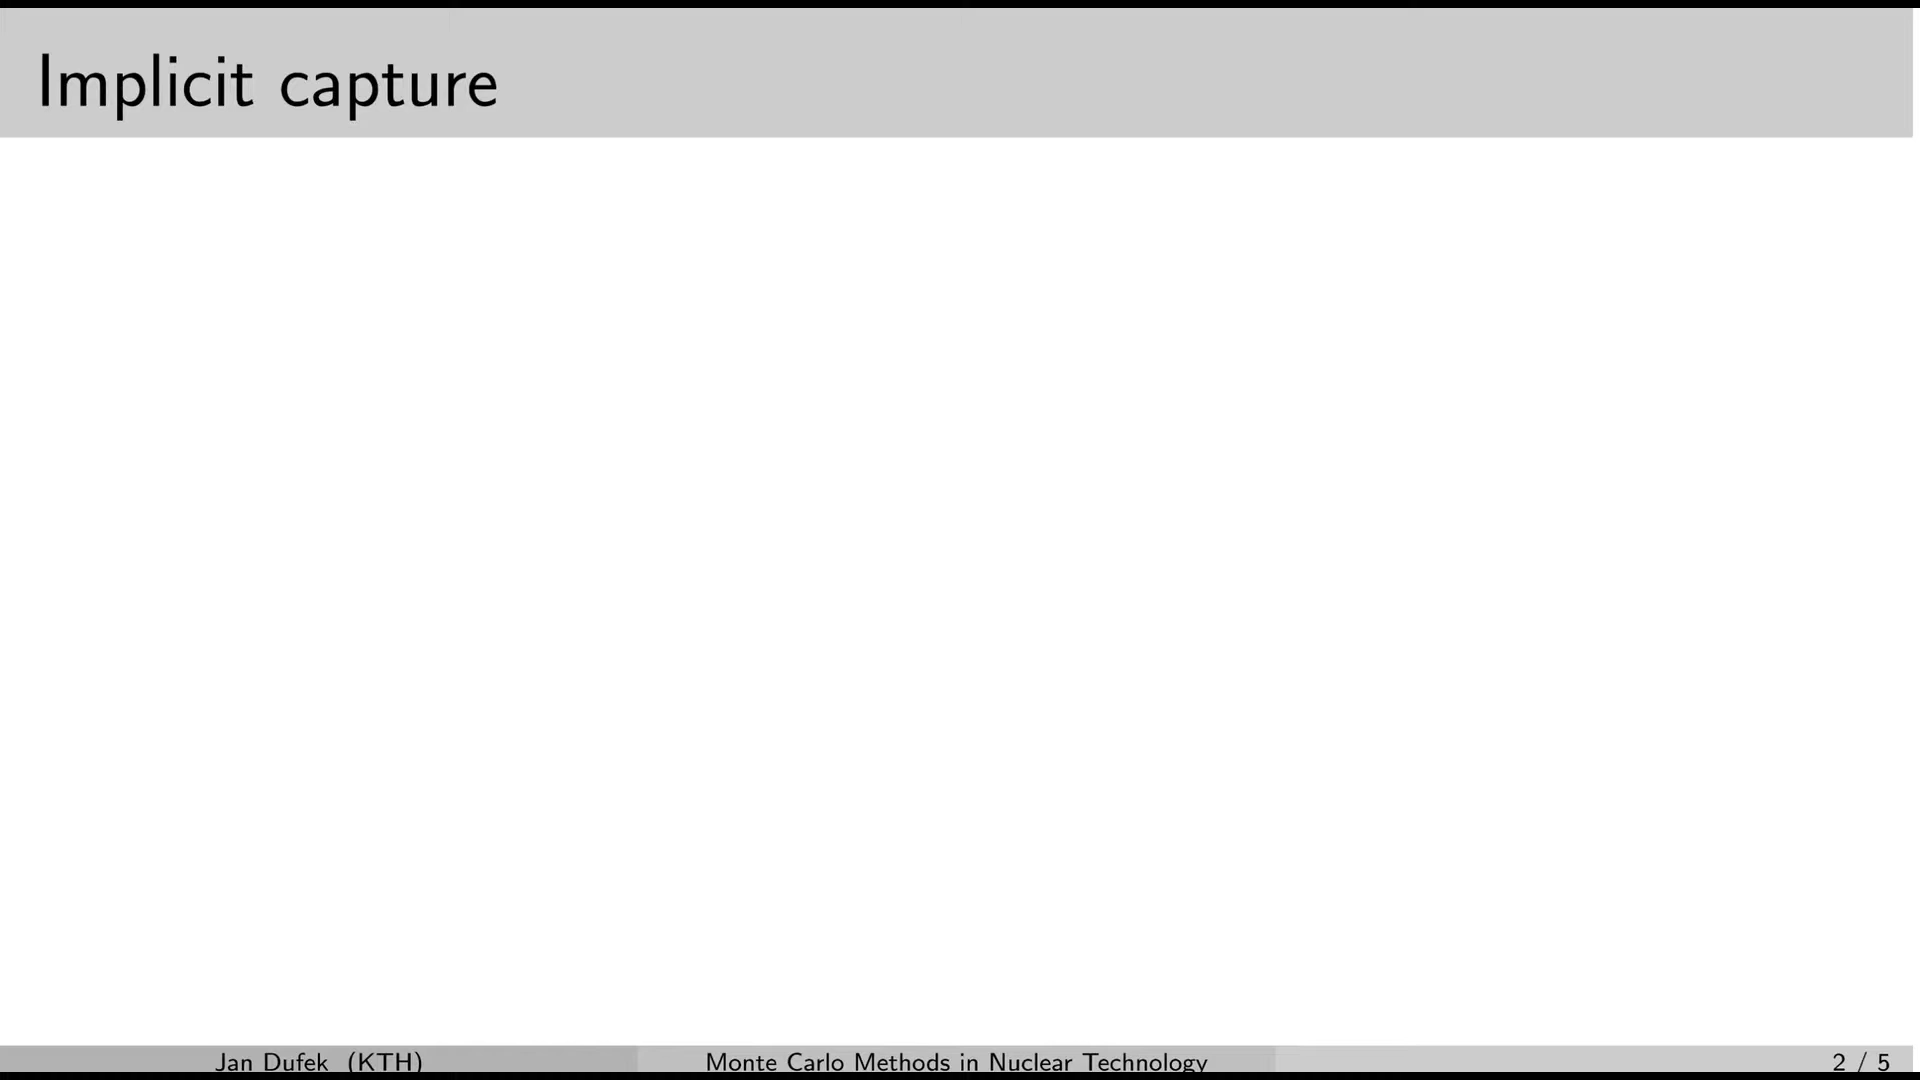 Implicit capture
Jan Dufek (KTH)
Monte Carlo Methods in Nuclear Technology
2 / 5